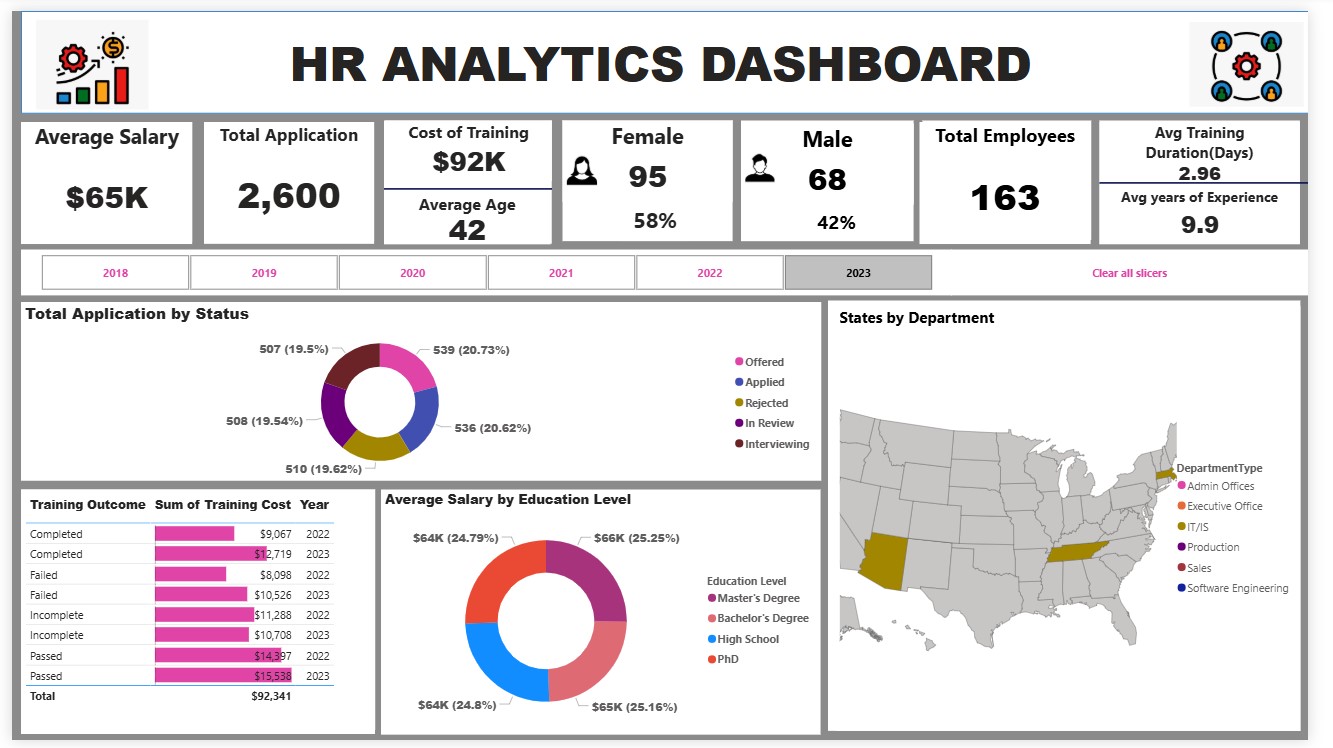 HR ANALYTICS DASHBOARD
Average Salary
$65K
Total Application
2,600
Cost of Training
$92K
Average Age
42
Female
95
58%
Male
68
42%
Total Employees
163
Avg Training
Duration(Days)
2.96
Avg years of Experience
9.9
2018 2019 2020 2021 2022 2023 Clear all slicers
Total Application by Status
507 (19.5%)
539 (20.73%)
508 (19.54%)
536 (20.62%)
510 (19.62%)
Offered
Applied
Rejected
In Review
Interviewing
Training Outcome Sum of Training Cost Year
Completed $9,067 2022
Completed $12,719 2023
Failed $8,098 2022
Failed $10,526 2023
Incomplete $11,288 2022
Incomplete $10,708 2023
Passed $14,397 2022
Passed $15,538 2023
Total $92,341
Average Salary by Education Level
$64K (24.79%)
$66K (25.25%)
$64K (24.8%)
$65K (25.16%)
Education Level
Master's Degree
Bachelor's Degree
High School
PhD
States by Department
DepartmentType
Admin Offices
Executive Office
IT/IS
Production
Sales
Software Engineering